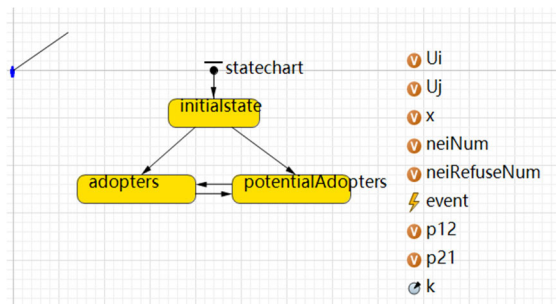 statechart
initialstate
adopters
potentialAdopters
Ui
Uj
x
neiNum
neiRefuseNum
event
p12
p21
k